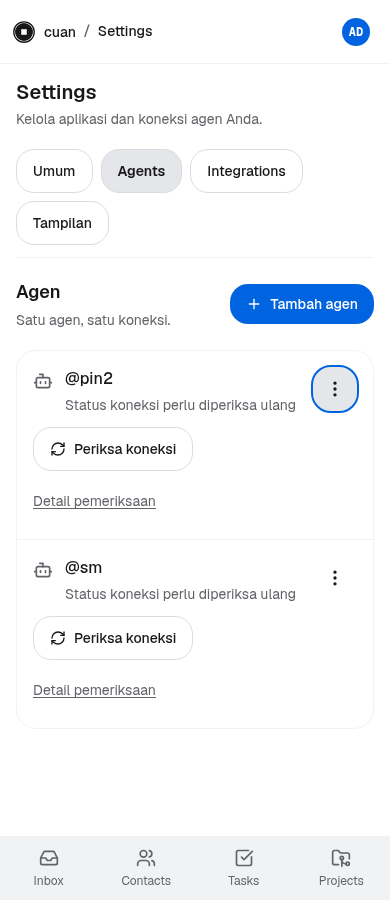 cuan / Settings
AD
Settings
Kelola aplikasi dan koneksi agen Anda.
Umum
Agents
Integrations
Tampilan
Agen
Satu agen, satu koneksi.
Tambah agen
@pin2
Status koneksi perlu diperiksa ulang
Periksa koneksi
Detail pemeriksaan
@sm
Status koneksi perlu diperiksa ulang
Periksa koneksi
Detail pemeriksaan
Inbox
Contacts
Tasks
Projects